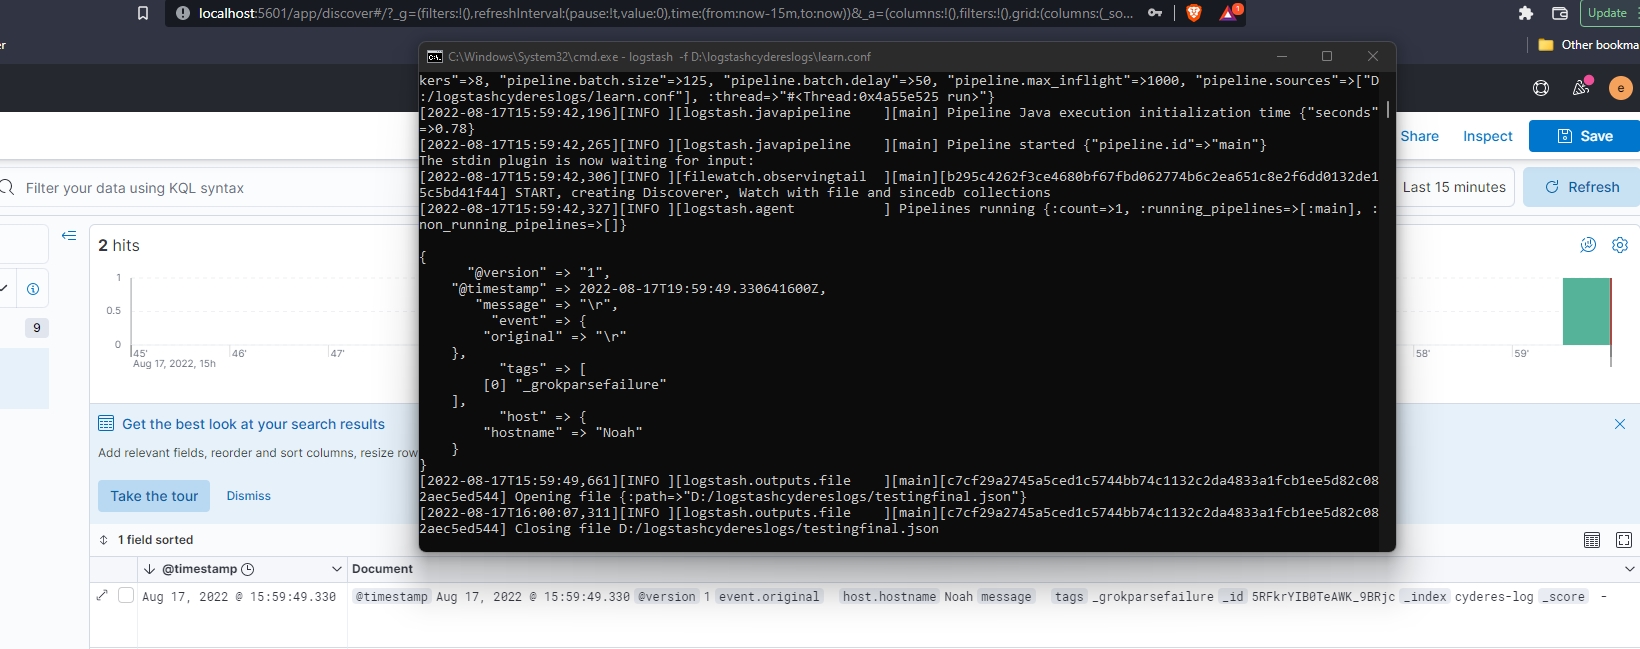 localhost:5601/app/discover#/?_g=(filters:!(),refreshInterval:(pause:!t,value:0),time:(from:now-15m,to:now))&_a=(columns:!(),filters:!(),grid:(columns:(_so...
1
Update
er
Other bookma
C:\Windows\System32\cmd.exe - logstash -f D:\logstashcydereslogs\learn.conf
kers"=>8, "pipeline.batch.size"=>125, "pipeline.batch.delay"=>50, "pipeline.max_inflight"=>1000, "pipeline.sources"=>["D
:/logstashcydereslogs/learn.conf"], :thread=>"#<Thread:0x4a55e525 run>"}
[2022-08-17T15:59:42,196][INFO ][logstash.javapipeline    ][main] Pipeline Java execution initialization time {"seconds"
=>0.78}
[2022-08-17T15:59:42,265][INFO ][logstash.javapipeline    ][main] Pipeline started {"pipeline.id"=>"main"}
The stdin plugin is now waiting for input:
[2022-08-17T15:59:42,306][INFO ][filewatch.observingtail  ][main][b295c4262f3ce4680bf67fbd062774b6c2ea651c8e2f6dd0132de1
5c5bd41f44] START, creating Discoverer, Watch with file and sincedb collections
[2022-08-17T15:59:42,327][INFO ][logstash.agent           ] Pipelines running {:count=>1, :running_pipelines=>[:main], :
non_running_pipelines=>[]}
{
"@version" => "1",
"@timestamp" => 2022-08-17T19:59:49.330641600Z,
"message" => "\r",
"event" => {
"original" => "\r"
},
"tags" => [
[0] "_grokparsefailure"
],
"host" => {
"hostname" => "Noah"
}
}
[2022-08-17T15:59:49,661][INFO ][logstash.outputs.file    ][main][c7cf29a2745a5ced1c5744bb74c1132c2da4833a1fcb1ee5d82c08
2aec5ed544] Opening file {:path=>"D:/logstashcydereslogs/testingfinal.json"}
[2022-08-17T16:00:07,311][INFO ][logstash.outputs.file    ][main][c7cf29a2745a5ced1c5744bb74c1132c2da4833a1fcb1ee5d82c08
2aec5ed544] Closing file D:/logstashcydereslogs/testingfinal.json
e
Share Inspect Save
Filter your data using KQL syntax
Last 15 minutes Refresh
2 hits
1
0.5
0
45' 46' 47' 58' 59'
Aug 17, 2022, 15h
9
Get the best look at your search results
Add relevant fields, reorder and sort columns, resize row
Take the tour Dismiss
1 field sorted
@timestamp Document
Aug 17, 2022 @ 15:59:49.330 @timestamp Aug 17, 2022 @ 15:59:49.330 @version 1 event.original host.hostname Noah message tags _grokparsefailure _id 5RFkrYIB0TeAWK_9BRjc _index cyderes-log _score -